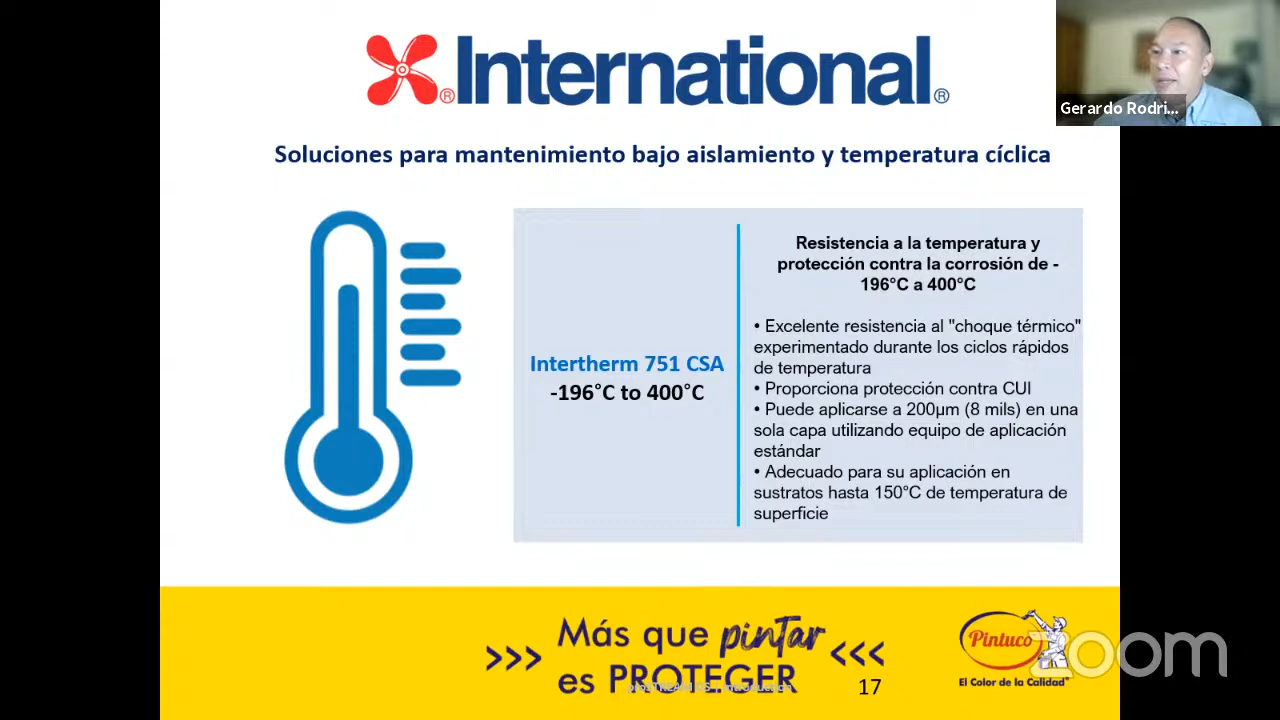 International®
Gerardo Rodri...
Soluciones para mantenimiento bajo aislamiento y temperatura cíclica
Intertherm 751 CSA
-196°C to 400°C
Resistencia a la temperatura y
protección contra la corrosión de -
196°C a 400°C
• Excelente resistencia al "choque térmico"
experimentado durante los ciclos rápidos
de temperatura
• Proporciona protección contra CUI
• Puede aplicarse a 200µm (8 mils) en una
sola capa utilizando equipo de aplicación
estándar
• Adecuado para su aplicación en
sustratos hasta 150°C de temperatura de
superficie
>>> Más que pintar <<<
es PROTEGER
17
Pintuco
El Color de la Calidad®
zoom